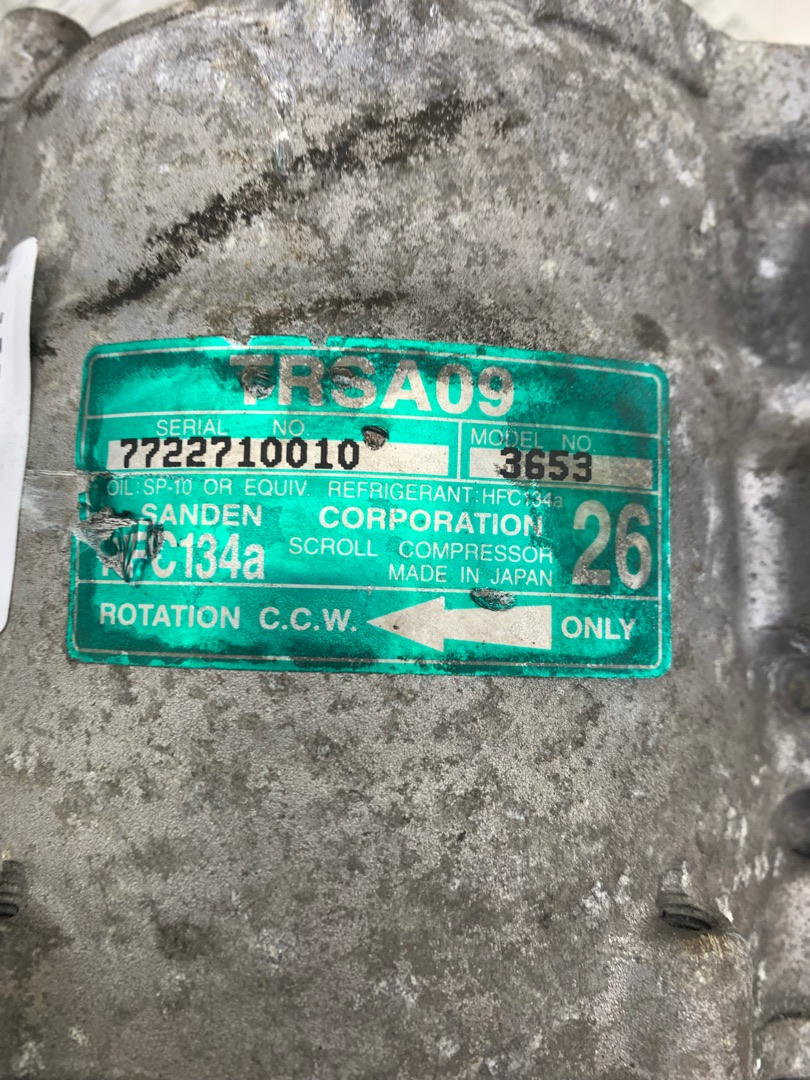 TRSA09
SERIAL NO. MODEL NO
7722710010 3653
OIL:SP-10 OR EQUIV. REFRIGERANT:HFC134a
SANDEN CORPORATION 26
HFC134a SCROLL COMPRESSOR
MADE IN JAPAN
ROTATION C.C.W. ONLY